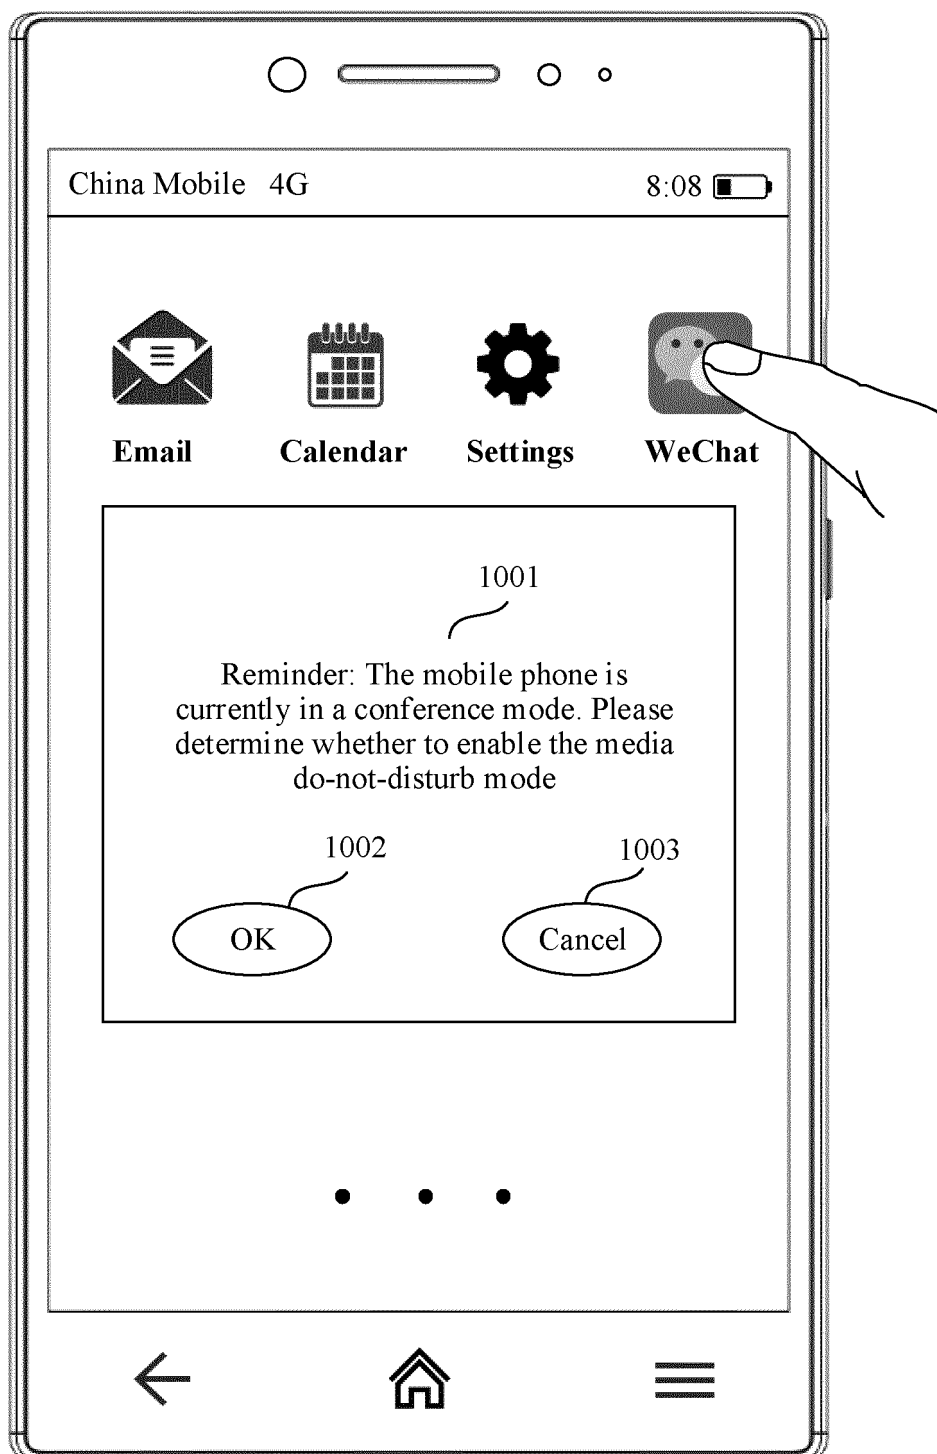 China Mobile 4G 8:08
Email Calendar Settings WeChat
1001
Reminder: The mobile phone is
currently in a conference mode. Please
determine whether to enable the media
do-not-disturb mode
1002 1003
OK Cancel